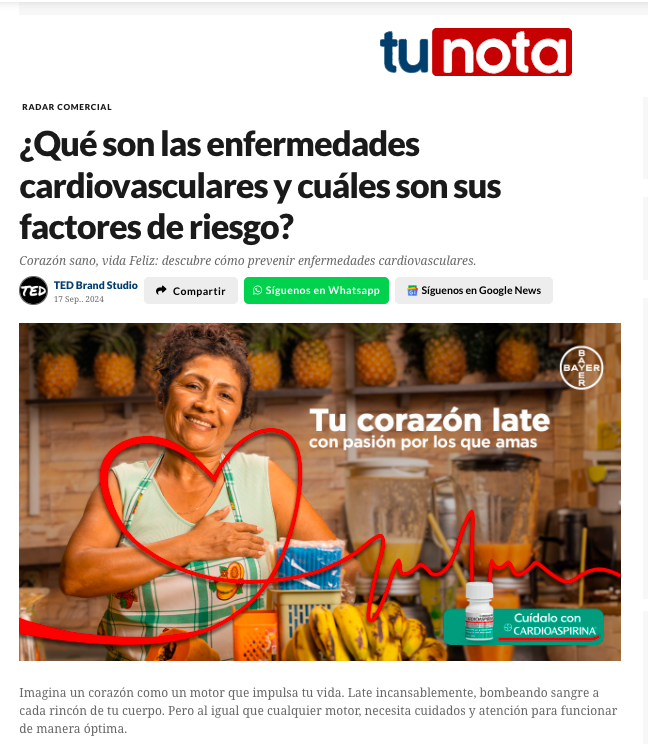 tunota
RADAR COMERCIAL
¿Qué son las enfermedades
cardiovasculares y cuáles son sus
factores de riesgo?
Corazón sano, vida Feliz: descubre cómo prevenir enfermedades cardiovasculares.
TED
TED Brand Studio
17 Sep.. 2024
Compartir
Síguenos en Whatsapp
Síguenos en Google News
BAYER
BAYER
Tu corazón late
con pasión por los que amas
Cuídalo con
CARDIOASPIRINA
CARDIOASPIRINA
Imagina un corazón como un motor que impulsa tu vida. Late incansablemente, bombeando sangre a
cada rincón de tu cuerpo. Pero al igual que cualquier motor, necesita cuidados y atención para funcionar
de manera óptima.